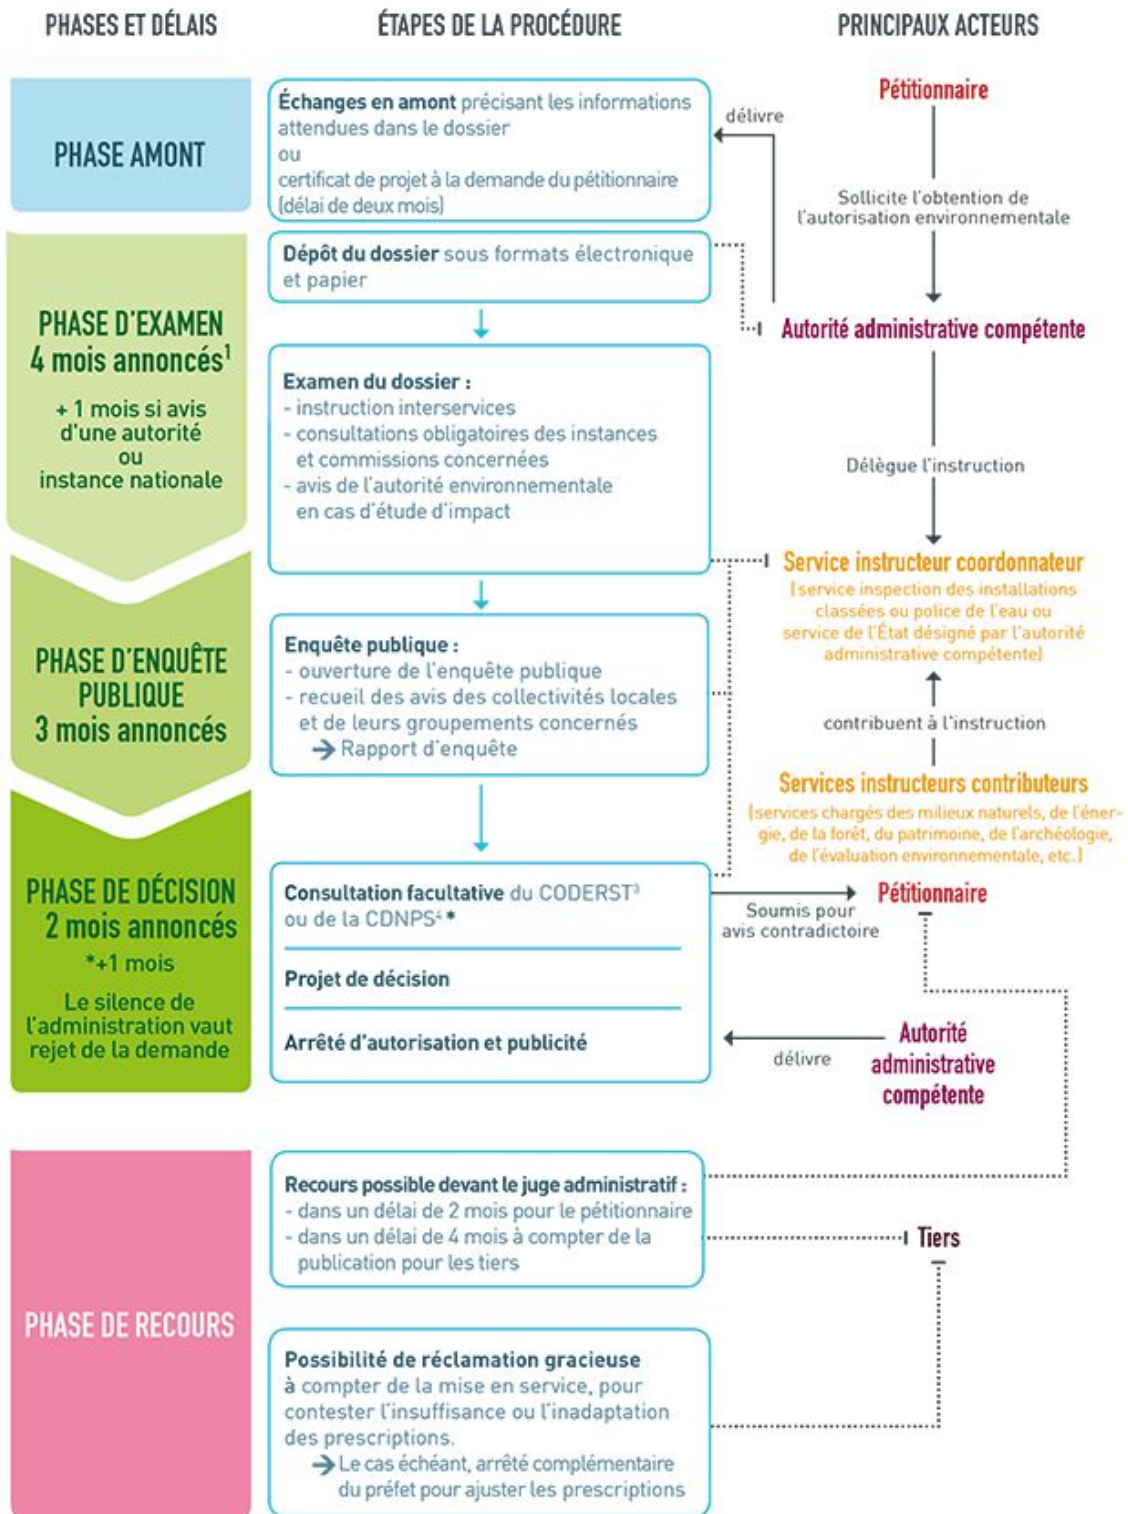 PHASES ET DÉLAIS
ÉTAPES DE LA PROCÉDURE
PRINCIPAUX ACTEURS
PHASE AMONT
Échanges en amont précisant les informations
attendues dans le dossier
ou
certificat de projet à la demande du pétitionnaire
(délai de deux mois)
délivre
Pétitionnaire
Sollicite l'obtention de
l'autorisation environnementale
PHASE D'EXAMEN
4 mois annoncés¹
+ 1 mois si avis
d'une autorité
ou
instance nationale
Dépôt du dossier sous formats électronique
et papier
Autorité administrative compétente
Examen du dossier :
- instruction interservices
- consultations obligatoires des instances
et commissions concernées
- avis de l'autorité environnementale
en cas d'étude d'impact
Délègue l'instruction
Service instructeur coordonnateur
(service inspection des installations
classées ou police de l'eau ou
service de l'État désigné par l'autorité
administrative compétente)
PHASE D'ENQUÊTE
PUBLIQUE
3 mois annoncés
Enquête publique :
- ouverture de l'enquête publique
- recueil des avis des collectivités locales
et de leurs groupements concernés
→ Rapport d'enquête
contribuent à l'instruction
Services instructeurs contributeurs
(services chargés des milieux naturels, de l'éner-
gie, de la forêt, du patrimoine, de l'archéologie,
de l'évaluation environnementale, etc.)
PHASE DE DÉCISION
2 mois annoncés
*+1 mois
Le silence de
l'administration vaut
rejet de la demande
Consultation facultative du CODERST³
ou de la CDNPS⁴ *
Projet de décision
Arrêté d'autorisation et publicité
Soumis pour
avis contradictoire
Pétitionnaire
délivre
Autorité
administrative
compétente
PHASE DE RECOURS
Recours possible devant le juge administratif :
- dans un délai de 2 mois pour le pétitionnaire
- dans un délai de 4 mois à compter de la
publication pour les tiers
Tiers
Possibilité de réclamation gracieuse
à compter de la mise en service, pour
contester l'insuffisance ou l'inadaptation
des prescriptions.
→ Le cas échéant, arrêté complémentaire
du préfet pour ajuster les prescriptions